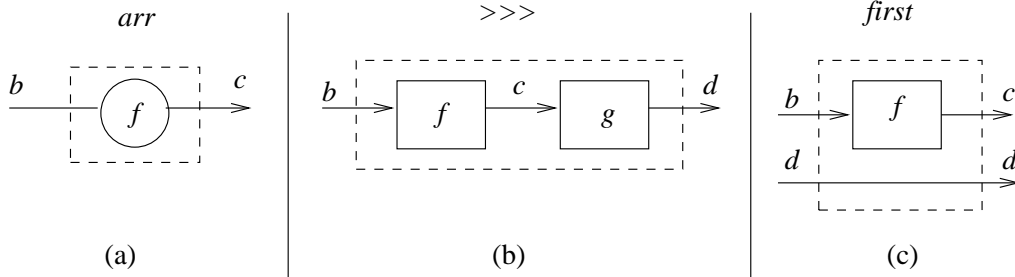 arr >>> first
b f c
b f c g d
b f c
d d
(a) (b) (c)